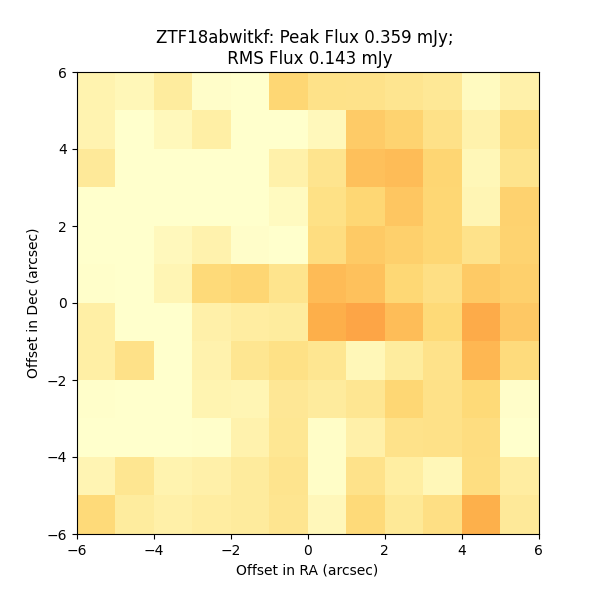 ZTF18abwitkf: Peak Flux 0.359 mJy;
RMS Flux 0.143 mJy
6
4
2
0
−2
−4
−6
Offset in Dec (arcsec)
−6 −4 −2 0 2 4 6
Offset in RA (arcsec)